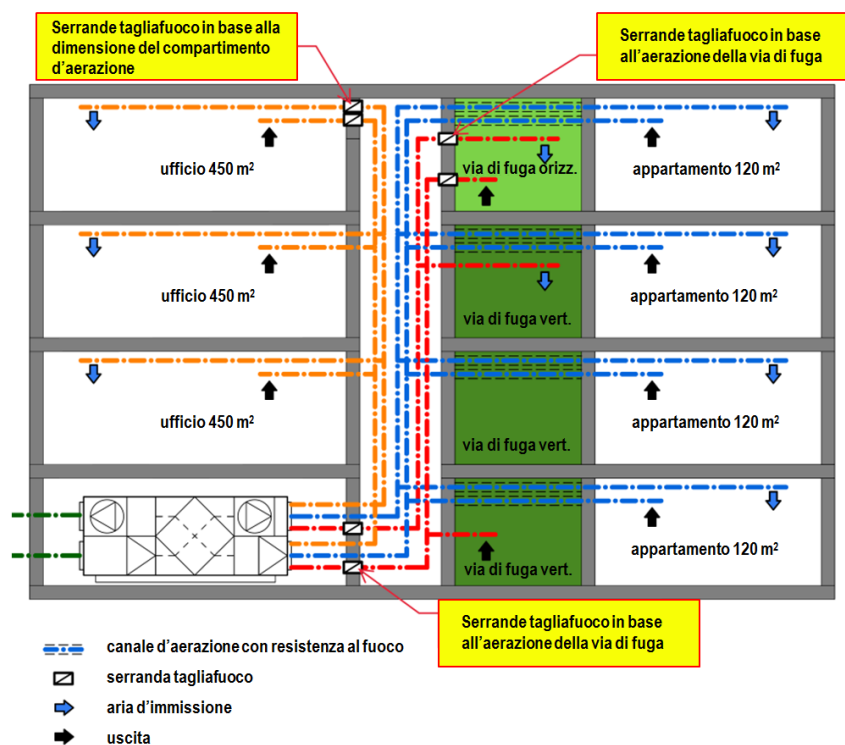 Serrande tagliafuoco in base alla
dimensione del compartimento
d'aerazione
Serrande tagliafuoco in base
all'aerazione della via di fuga
ufficio 450 m²
via di fuga orizz.
appartamento 120 m²
ufficio 450 m²
via di fuga vert.
appartamento 120 m²
ufficio 450 m²
via di fuga vert.
appartamento 120 m²
via di fuga vert.
appartamento 120 m²
Serrande tagliafuoco in base
all'aerazione della via di fuga
canale d'aerazione con resistenza al fuoco
serranda tagliafuoco
aria d'immissione
uscita